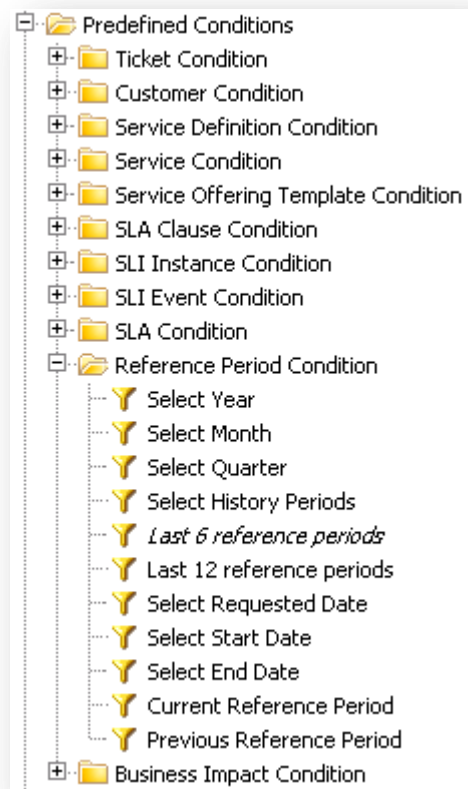 Predefined Conditions
Ticket Condition
Customer Condition
Service Definition Condition
Service Condition
Service Offering Template Condition
SLA Clause Condition
SLI Instance Condition
SLI Event Condition
SLA Condition
Reference Period Condition
Select Year
Select Month
Select Quarter
Select History Periods
Last 6 reference periods
Last 12 reference periods
Select Requested Date
Select Start Date
Select End Date
Current Reference Period
Previous Reference Period
Business Impact Condition